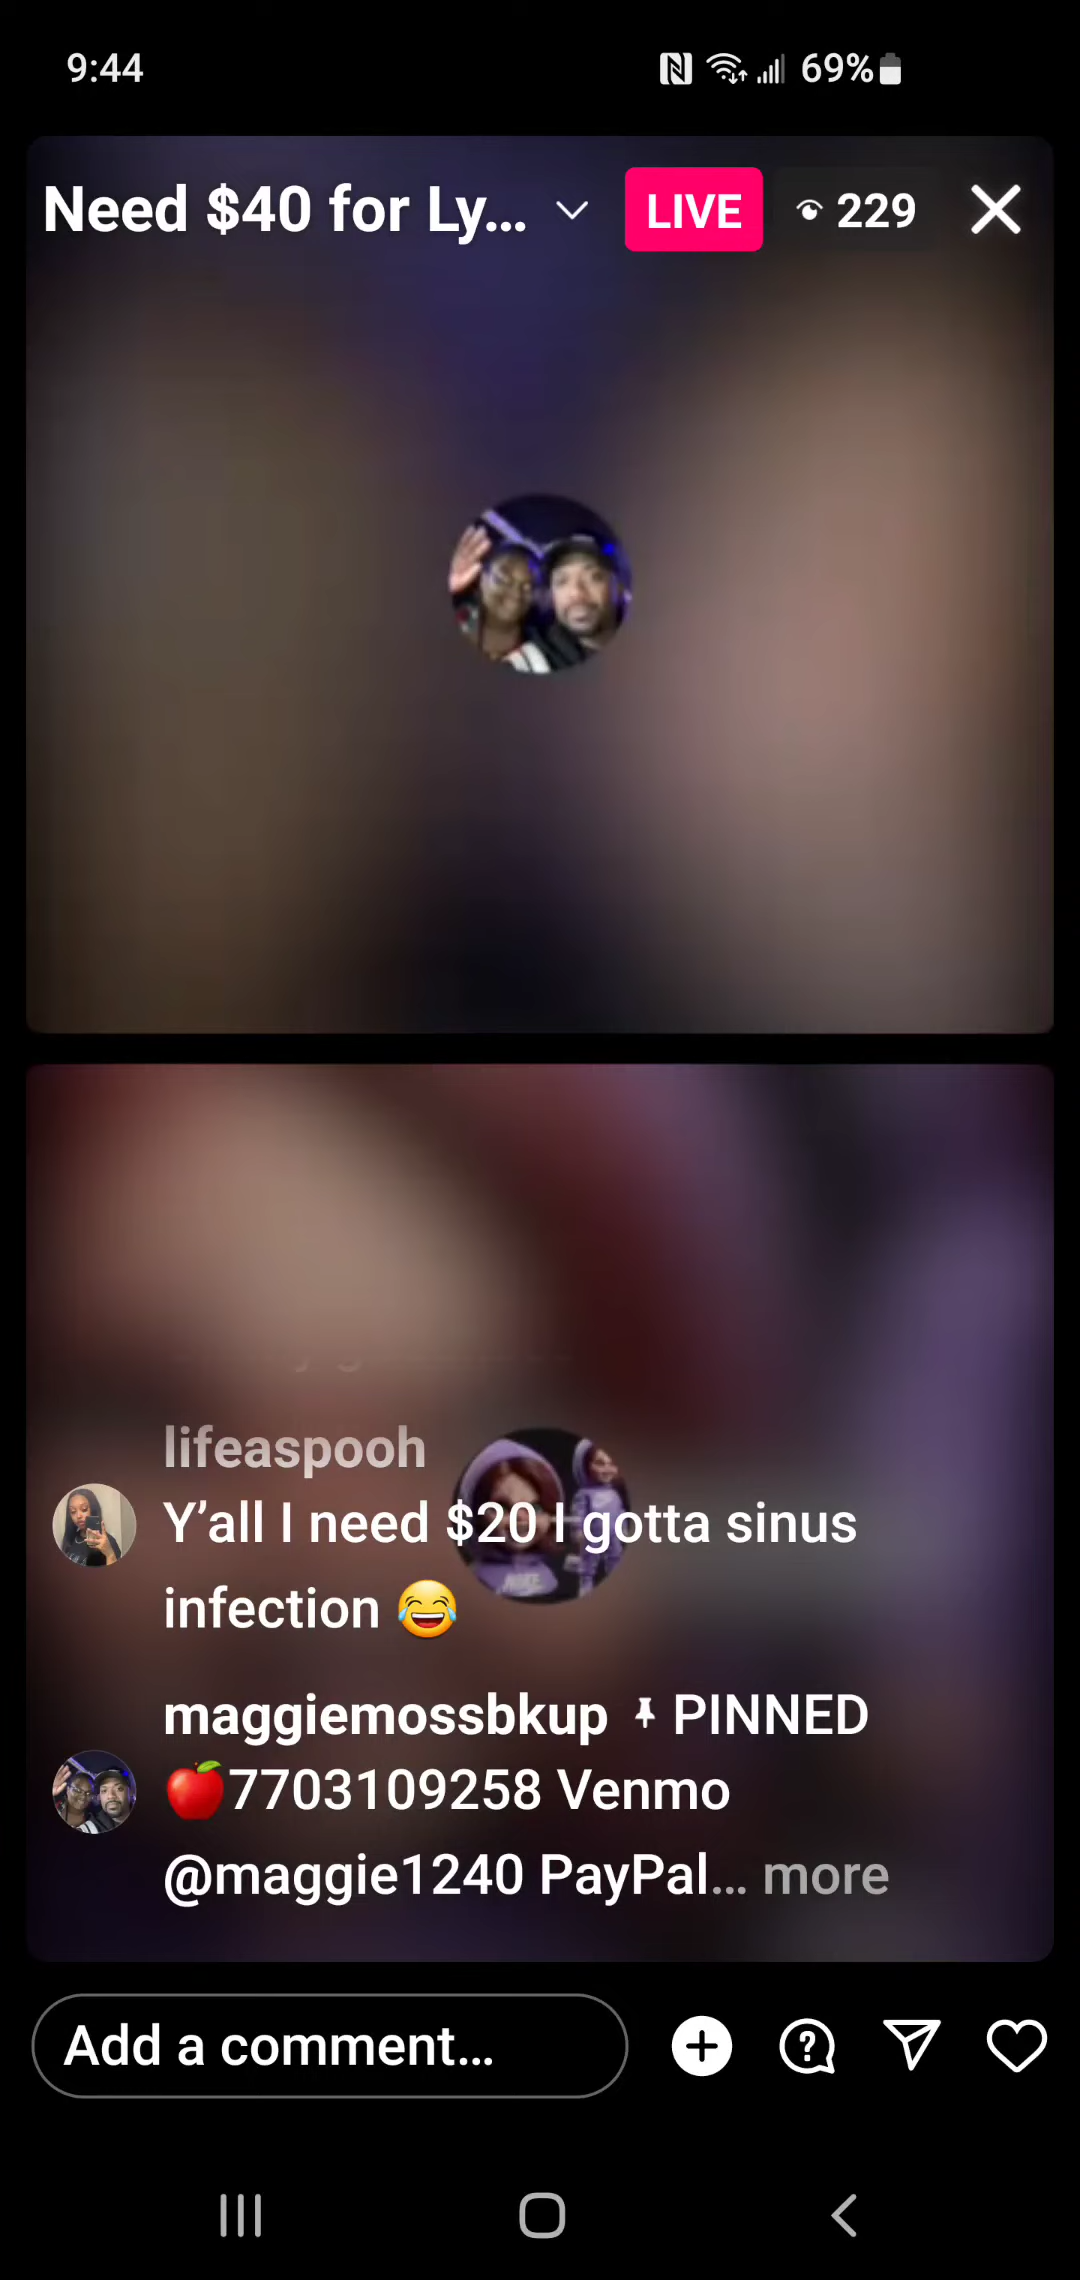 9:44
69%
Need $40 for Ly...
LIVE
229
lifeaspooh
Y'all I need $20 I gotta sinus
infection 😂
maggiemossbkup 📌 PINNED
🍎7703109258 Venmo
@maggie1240 PayPal... more
Add a comment...